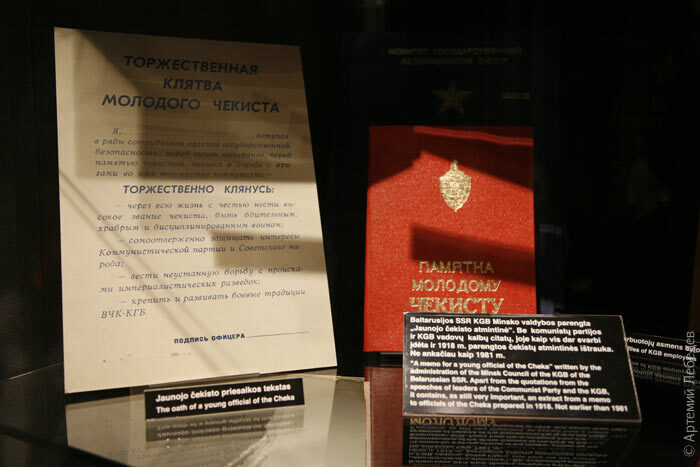 ТОРЖЕСТВЕННАЯ
КЛЯТВА
МОЛОДОГО ЧЕКИСТА
Я, , вступая
в ряды сотрудников органов государственной
безопасности, перед лицом ветеранов, перед
памятью чекистов, павших в борьбе с вра-
гами во имя торжества коммунизма —
ТОРЖЕСТВЕННО КЛЯНУСЬ:
— через всю жизнь с честью нести вы-
сокое звание чекиста, быть бдительным,
храбрым и дисциплинированным воином;
— самоотверженно защищать интересы
Коммунистической партии и Советского на-
рода;
— вести неустанную борьбу с происка-
ми империалистических разведок;
— крепить и развивать боевые традиции
ВЧК-КГБ.
ПОДПИСЬ ОФИЦЕРА
Jaunojo čekisto priesaikos tekstas
The oath of a young official of the Cheka
КОМИТЕТ ГОСУДАРСТВЕННОЙ
БЕЗОПАСНОСТИ СССР
ПАМЯТКА
МОЛОДОМУ
ЧЕКИСТУ
Baltarusijos SSR KGB Minsko valdybos parengta
„Jaunojo čekisto atmintinė". Be komunistų partijos
ir KGB vadovų kalbų citatų, joje kaip vis dar svarbi
įdėta ir 1918 m. parengtos čekistų atmintinės ištrauka.
Ne anksčiau kaip 1981 m.
"A memo for a young official of the Cheka" written by the
administration of the Minsk Council of the KGB of the
Belarussian SSR. Apart from the quotations from the
speeches of leaders of the Communist Party and the KGB,
it contains, as still very important, an extract from a memo
to officials of the Cheka prepared in 1918. Not earlier than 1981
asmens
of KGB
© Артемий Лебедев